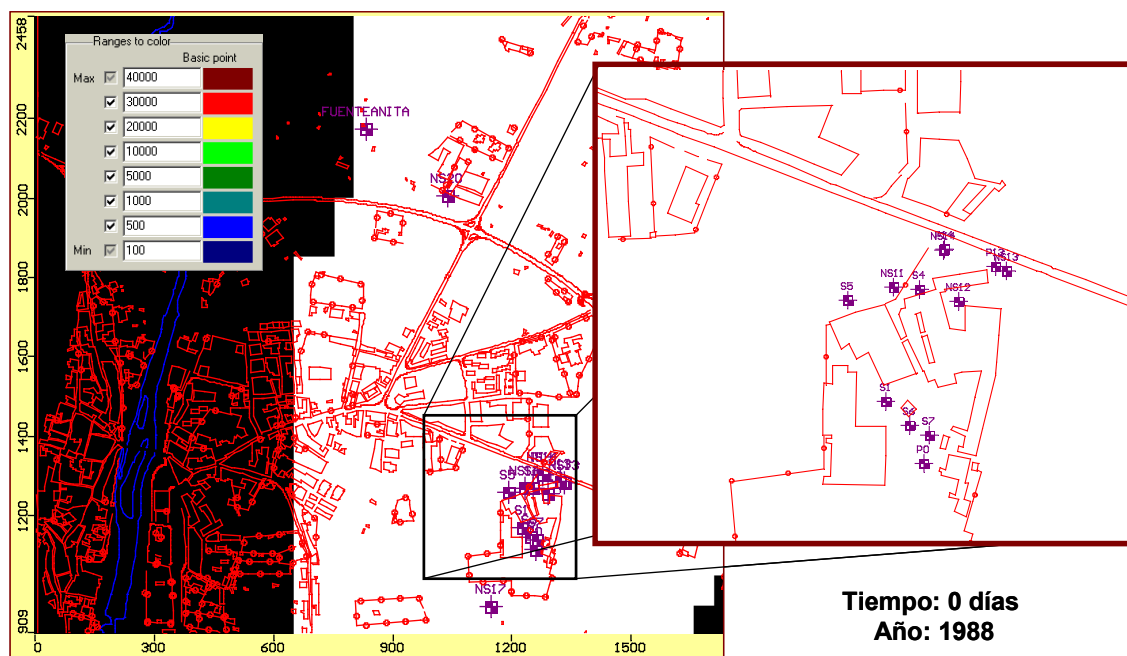 Ranges to color
Basic point
Max 40000
30000
20000
10000
5000
1000
500
Min 100
2458
2200
2000
1800
1600
1400
1200
909
0
300
600
900
1200
1500
FUENTEANITA
NS20
S5
S1
NS17
NS14
P13
NS13
NS11
S4
S5
NS12
S1
S6
S7
P0
Tiempo: 0 días
Año: 1988